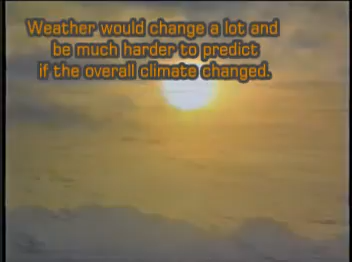 Weather would change a lot and
be much harder to predict
if the overall climate changed.